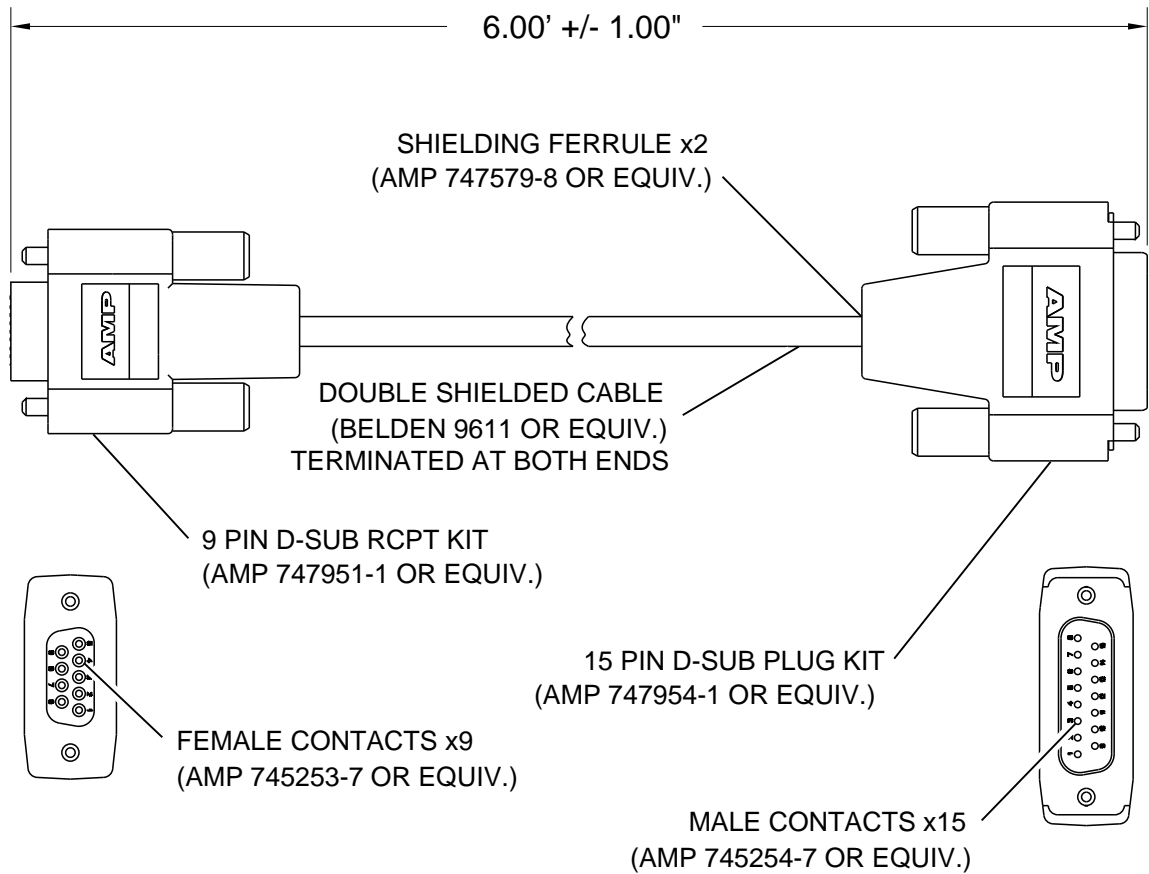 6.00' +/- 1.00"
SHIELDING FERRULE x2
(AMP 747579-8 OR EQUIV.)
AMP
AMP
DOUBLE SHIELDED CABLE
(BELDEN 9611 OR EQUIV.)
TERMINATED AT BOTH ENDS
9 PIN D-SUB RCPT KIT
(AMP 747951-1 OR EQUIV.)
15 PIN D-SUB PLUG KIT
(AMP 747954-1 OR EQUIV.)
FEMALE CONTACTS x9
(AMP 745253-7 OR EQUIV.)
MALE CONTACTS x15
(AMP 745254-7 OR EQUIV.)